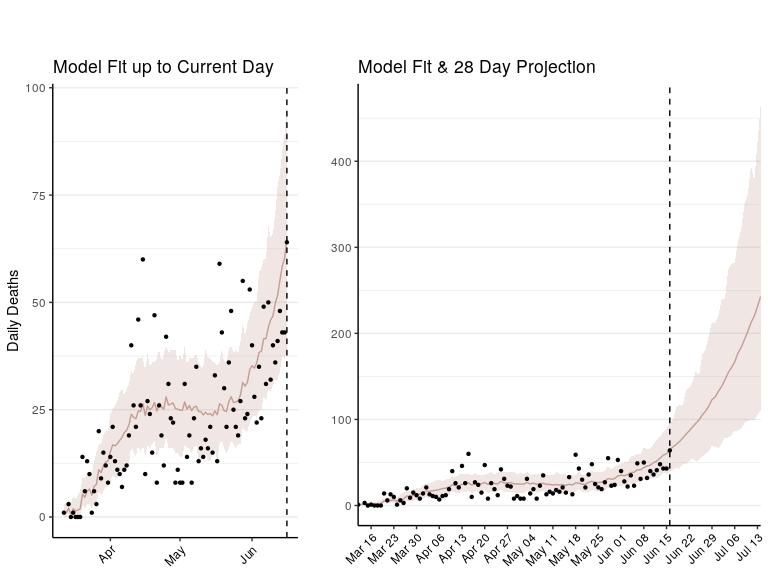 Model Fit up to Current Day
Daily Deaths
100
75
50
25
0
Apr
May
Jun
Model Fit & 28 Day Projection
400
300
200
100
0
Mar 16
Mar 23
Mar 30
Apr 06
Apr 13
Apr 20
Apr 27
May 04
May 11
May 18
May 25
Jun 01
Jun 08
Jun 15
Jun 22
Jun 29
Jul 06
Jul 13